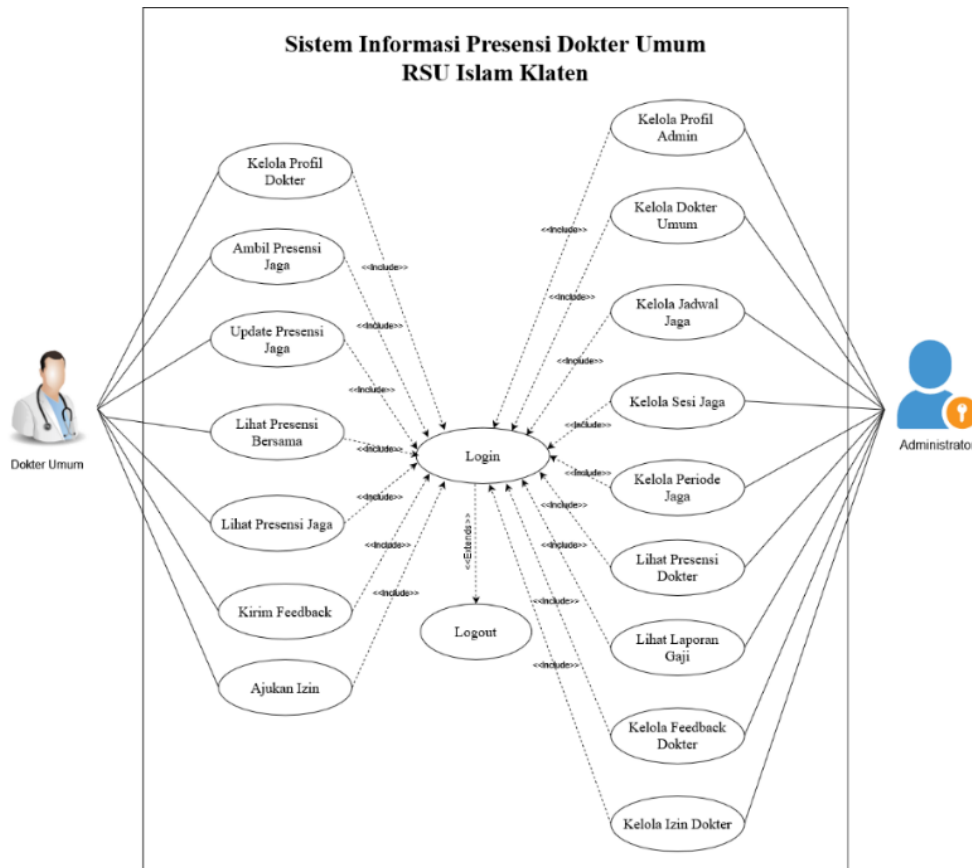 Sistem Informasi Presensi Dokter Umum
RSU Islam Klaten
Kelola Profil
Dokter
Ambil Presensi
Jaga
Update Presensi
Jaga
Lihat Presensi
Bersama
Lihat Presensi Jaga
Kirim Feedback
Ajukan Izin
Dokter Umum
<<Include>>
<<Include>>
<<Include>>
<<Include>>
<<Include>>
<<Include>>
<<Include>>
Login
<<Extends>>
Logout
<<Include>>
<<Include>>
<<Include>>
<<Include>>
<<Include>>
<<Include>>
<<Include>>
<<Include>>
<<Include>>
Kelola Profil
Admin
Kelola Dokter
Umum
Kelola Jadwal
Jaga
Kelola Sesi Jaga
Kelola Periode
Jaga
Lihat Presensi
Dokter
Lihat Laporan
Gaji
Kelola Feedback
Dokter
Kelola Izin Dokter
Administrator